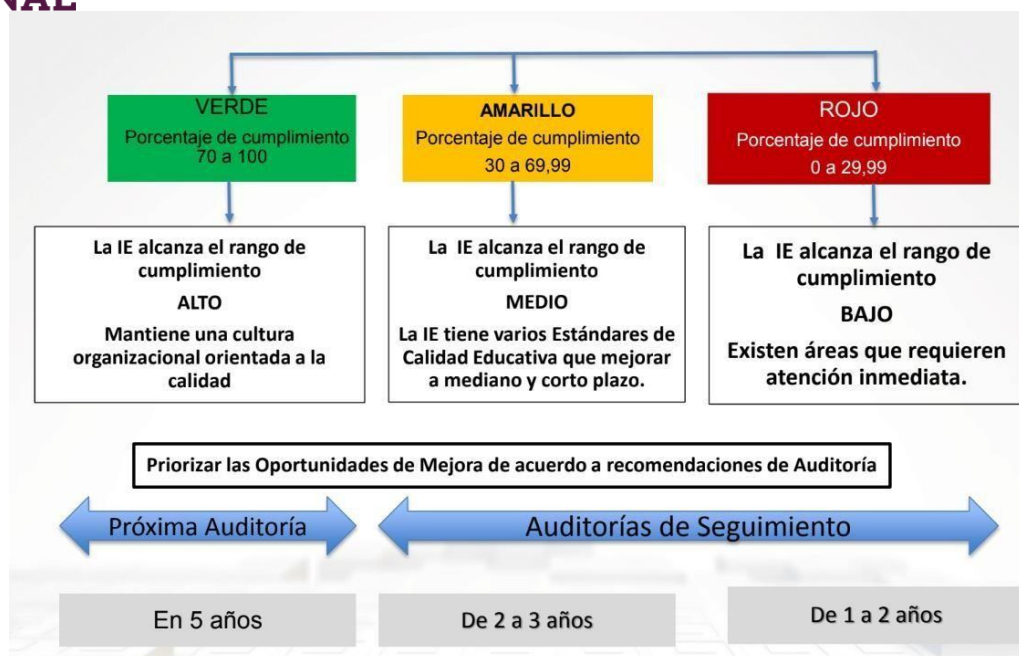 VERDE
Porcentaje de cumplimiento
70 a 100
AMARILLO
Porcentaje de cumplimiento
30 a 69,99
ROJO
Porcentaje de cumplimiento
0 a 29,99
La IE alcanza el rango de
cumplimiento
ALTO
Mantiene una cultura
organizacional orientada a la
calidad
La IE alcanza el rango de
cumplimiento
MEDIO
La IE tiene varios Estándares de
Calidad Educativa que mejorar
a mediano y corto plazo.
La IE alcanza el rango de
cumplimiento
BAJO
Existen áreas que requieren
atención inmediata.
Priorizar las Oportunidades de Mejora de acuerdo a recomendaciones de Auditoría
Próxima Auditoría
Auditorías de Seguimiento
En 5 años
De 2 a 3 años
De 1 a 2 años